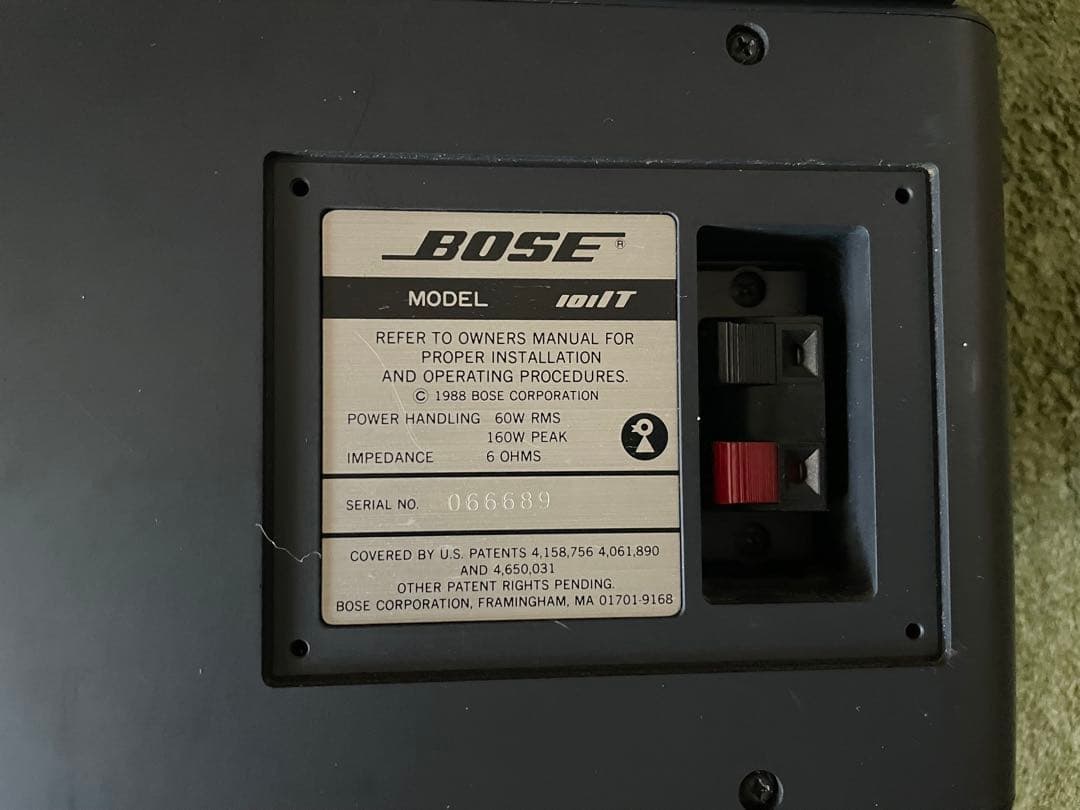 BOSE®
MODEL 101IT
REFER TO OWNERS MANUAL FOR
PROPER INSTALLATION
AND OPERATING PROCEDURES.
© 1988 BOSE CORPORATION
POWER HANDLING 60W RMS
160W PEAK
IMPEDANCE 6 OHMS
SERIAL NO. 066689
COVERED BY U.S. PATENTS 4,158,756 4,061,890
AND 4,650,031
OTHER PATENT RIGHTS PENDING.
BOSE CORPORATION, FRAMINGHAM, MA 01701-9168